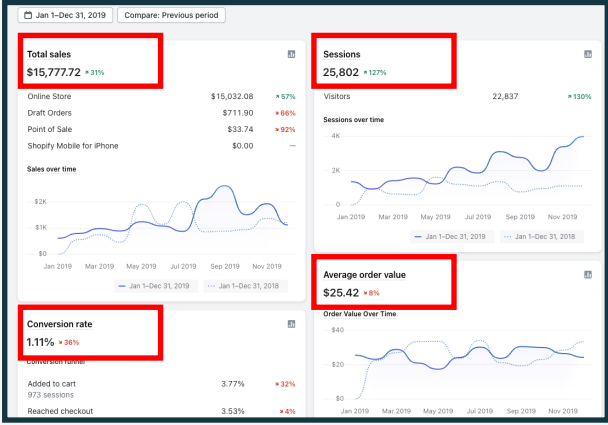 Jan 1–Dec 31, 2019 Compare: Previous period
Total sales
$15,777.72 31%
Online Store $15,032.08 57%
Draft Orders $711.90 66%
Point of Sale $33.74 92%
Shopify Mobile for iPhone $0.00 —
Sales over time
$2K
$1K
$0
Jan 2019 Mar 2019 May 2019 Jul 2019 Sep 2019 Nov 2019
Jan 1–Dec 31, 2019 Jan 1–Dec 31, 2018
Conversion rate
1.11% 36%
Conversion funnel
Added to cart 3.77% 32%
973 sessions
Reached checkout 3.53% 4%
Sessions
25,802 127%
Visitors 22,837 130%
Sessions over time
4K
2K
0
Jan 2019 Mar 2019 May 2019 Jul 2019 Sep 2019 Nov 2019
Jan 1–Dec 31, 2019 Jan 1–Dec 31, 2018
Average order value
$25.42 8%
Order Value Over Time
$40
$20
$0
Jan 2019 Mar 2019 May 2019 Jul 2019 Sep 2019 Nov 2019